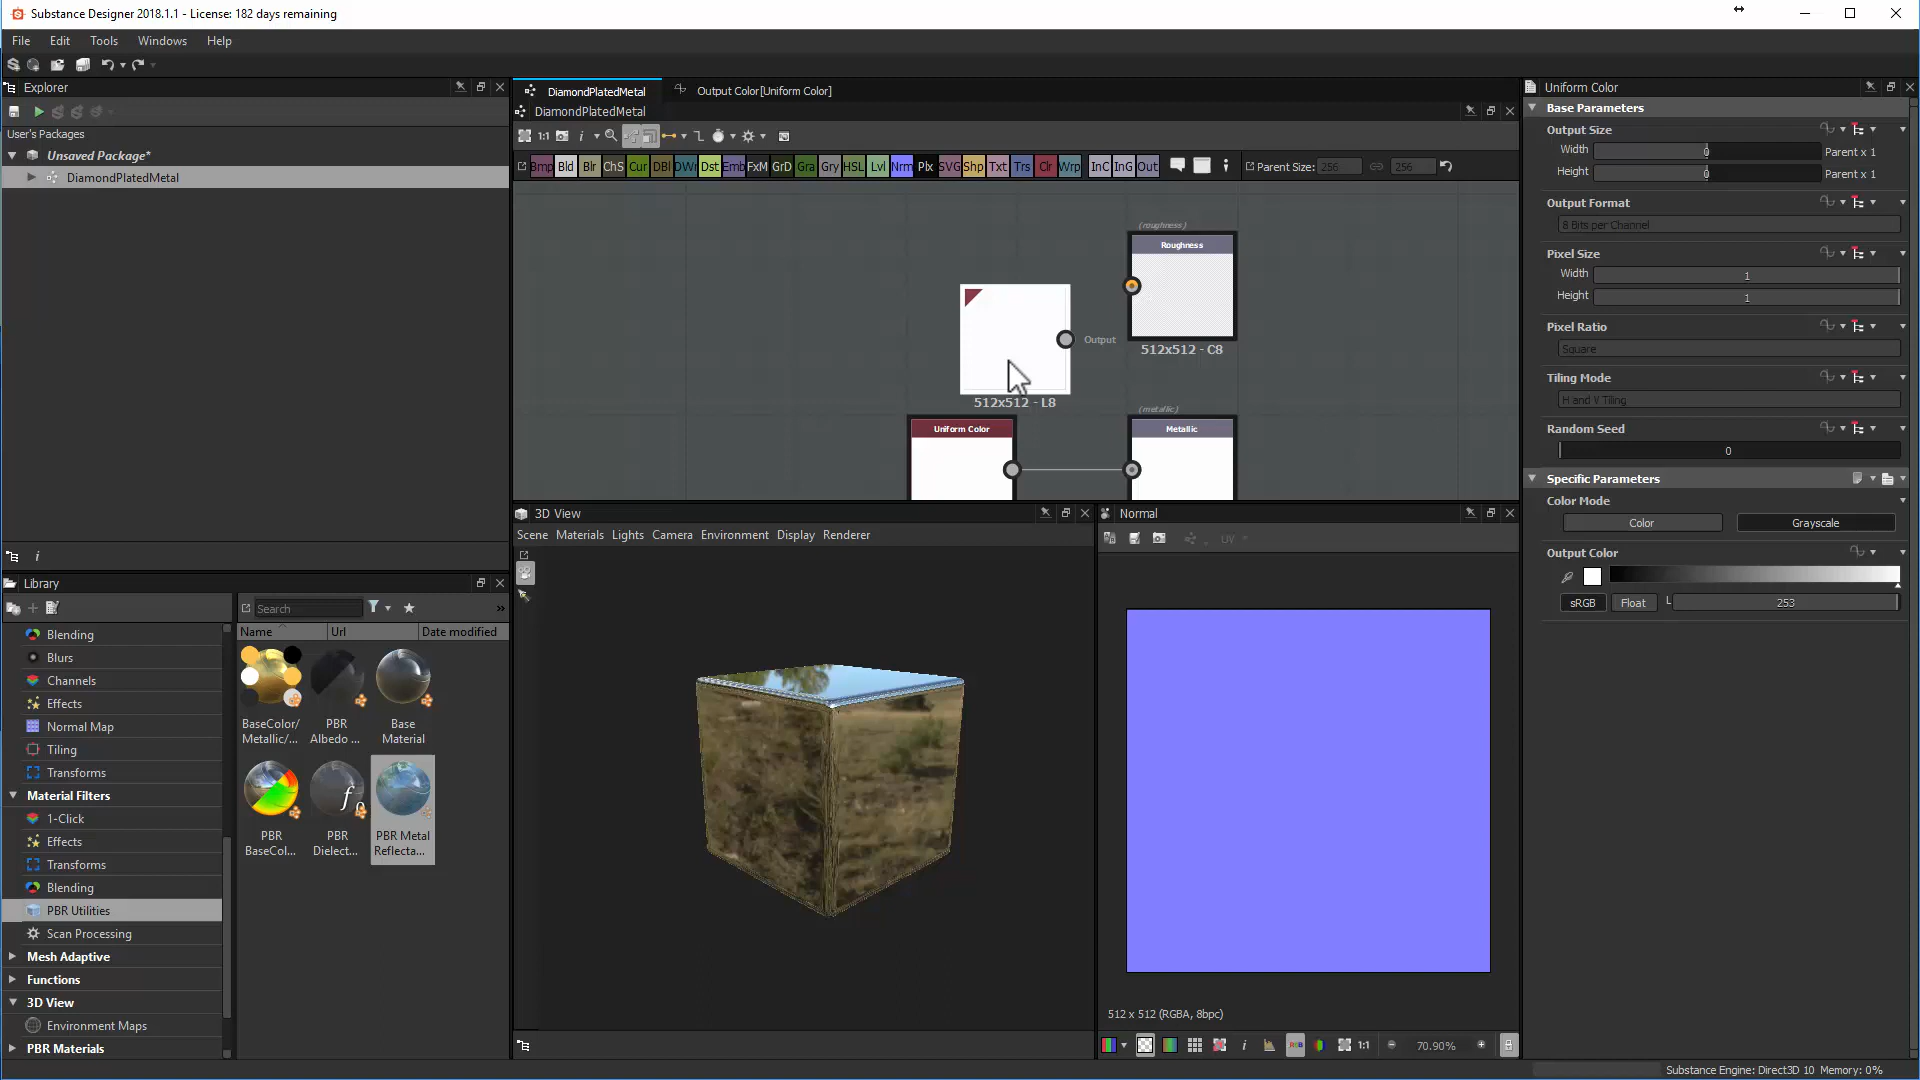 Substance Designer 2018.1.1 - License: 182 days remaining
File Edit Tools Windows Help
Explorer
User's Packages
Unsaved Package*
DiamondPlatedMetal
DiamondPlatedMetal
Output Color[Uniform Color]
DiamondPlatedMetal
1:1
i
Bmp Bld Blr ChS Cur DBl DWr Dst Emb FxM GrD Gra Gry HSL Lvl Nrm Plx SVG Shp Txt Trs Clr Wrp InC InG Out
Parent Size: 256 256
(roughness)
Roughness
512x512 - C8
Output
512x512 - L8
Uniform Color
(metallic)
Metallic
3D View
Scene Materials Lights Camera Environment Display Renderer
Normal
UV
512 x 512 (RGBA, 8bpc)
RGB
i
1:1
70.90%
i
Library
Search
Name Url Date modified
Blending
Blurs
Channels
Effects
Normal Map
Tiling
Transforms
Material Filters
1-Click
Effects
Transforms
Blending
PBR Utilities
Scan Processing
Mesh Adaptive
Functions
3D View
Environment Maps
PBR Materials
BaseColor/
Metallic/...
PBR
Albedo ...
Base
Material
PBR
BaseCol...
PBR
Dielect...
PBR Metal
Reflecta...
Uniform Color
Base Parameters
Output Size
Width 0 Parent x 1
Height 0 Parent x 1
Output Format
8 Bits per Channel
Pixel Size
Width 1
Height 1
Pixel Ratio
Square
Tiling Mode
H and V Tiling
Random Seed
0
Specific Parameters
Color Mode
Color Grayscale
Output Color
sRGB Float L 253
Substance Engine: Direct3D 10 Memory: 0%